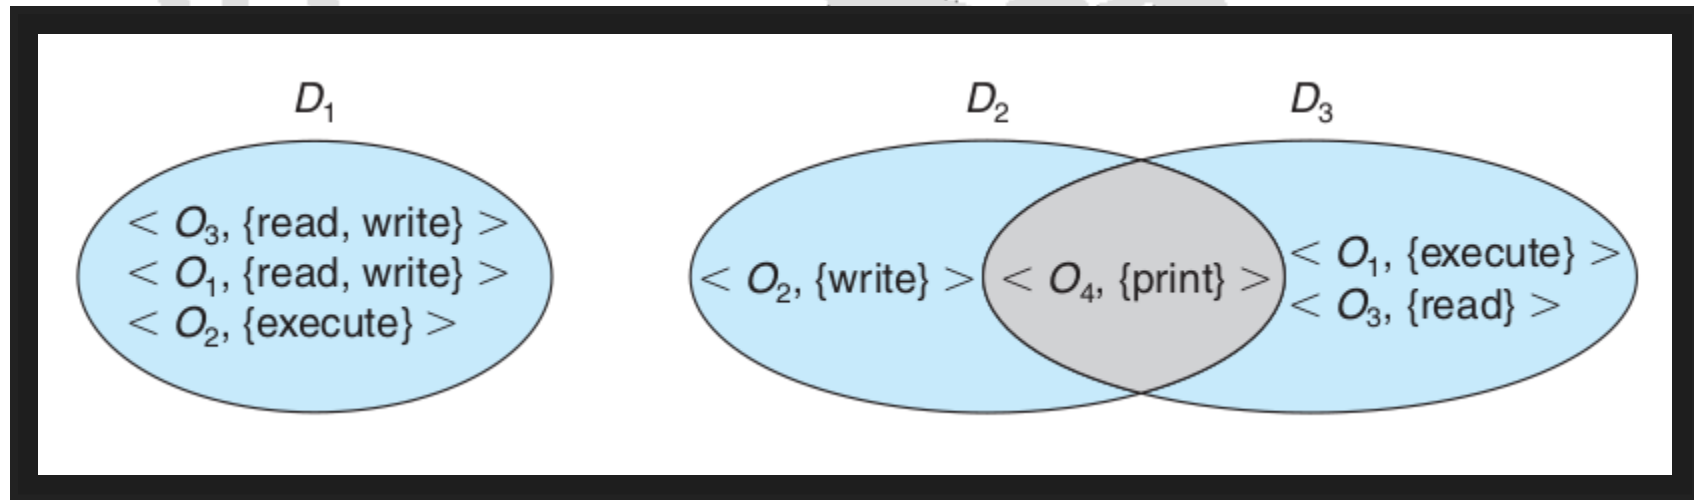 D₁
D₂
D₃
< O₃, {read, write} >
< O₁, {read, write} >
< O₂, {execute} >
< O₂, {write} >
< O₄, {print} >
< O₁, {execute} >
< O₃, {read} >